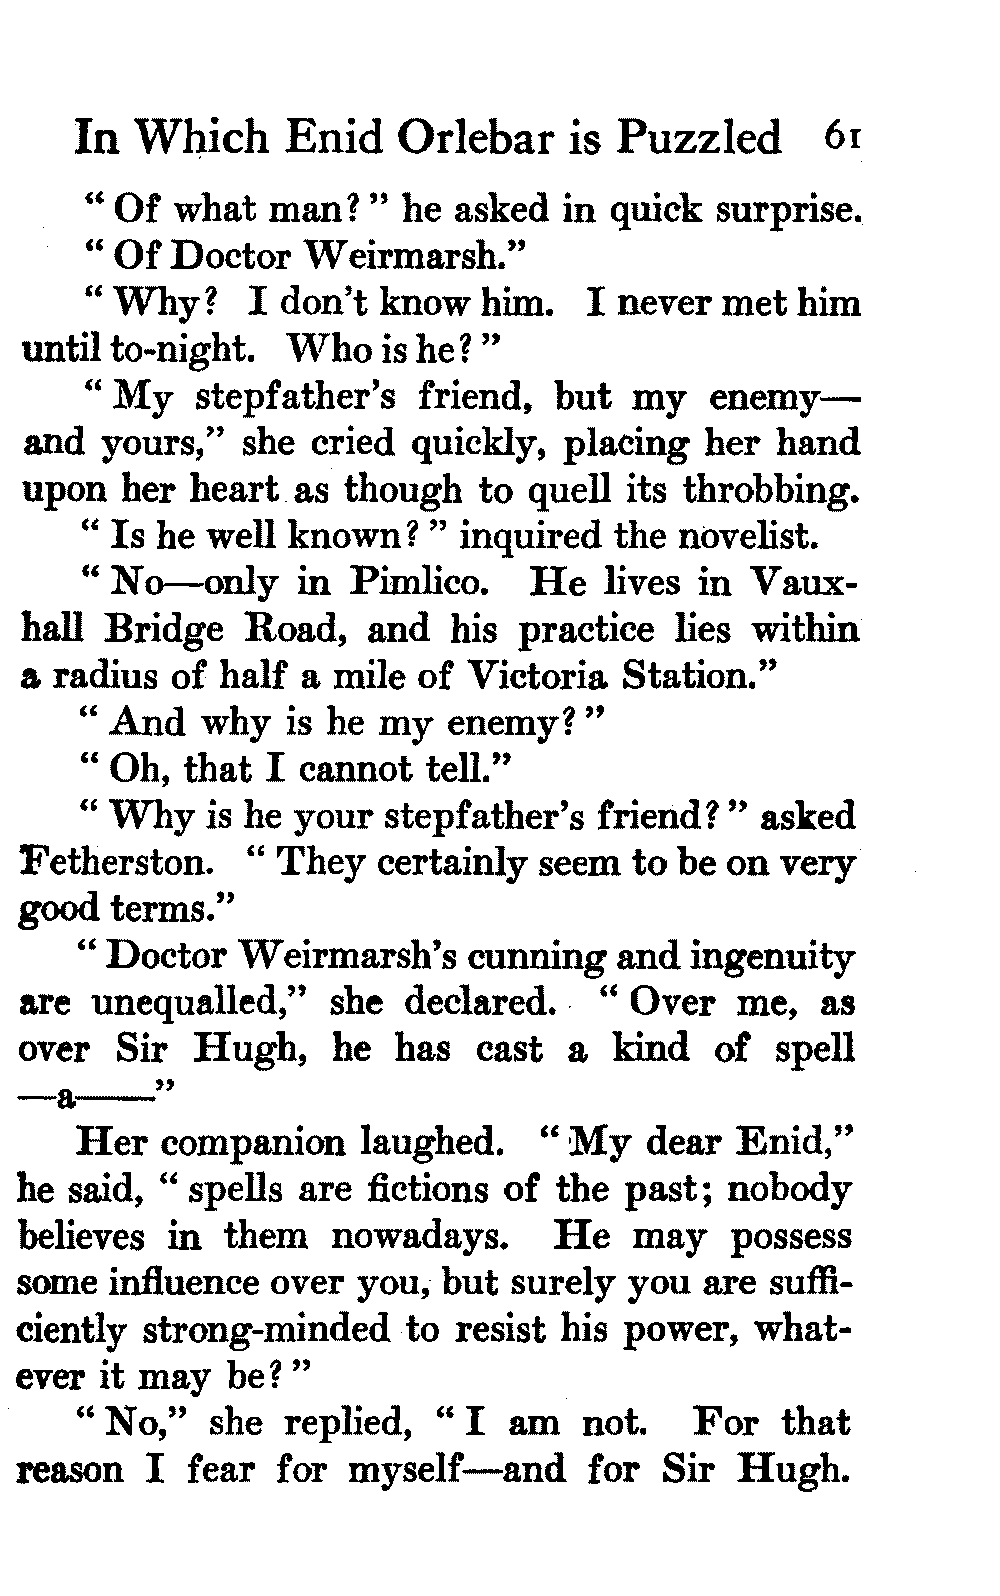 In Which Enid Orlebar is Puzzled 61
“ Of what man? ” he asked in quick surprise.
“ Of Doctor Weirmarsh.”
“ Why? I don’t know him. I never met him
until to-night. Who is he? ”
“ My stepfather’s friend, but my enemy—
and yours,” she cried quickly, placing her hand
upon her heart as though to quell its throbbing.
“ Is he well known? ” inquired the novelist.
“ No—only in Pimlico. He lives in Vaux-
hall Bridge Road, and his practice lies within
a radius of half a mile of Victoria Station.”
“ And why is he my enemy? ”
“ Oh, that I cannot tell.”
“ Why is he your stepfather’s friend? ” asked
Fetherston. “ They certainly seem to be on very
good terms.”
“ Doctor Weirmarsh’s cunning and ingenuity
are unequalled,” she declared. “ Over me, as
over Sir Hugh, he has cast a kind of spell
—a——”
Her companion laughed. “ My dear Enid,”
he said, “ spells are fictions of the past; nobody
believes in them nowadays. He may possess
some influence over you, but surely you are suffi-
ciently strong-minded to resist his power, what-
ever it may be? ”
“ No,” she replied, “ I am not. For that
reason I fear for myself—and for Sir Hugh.